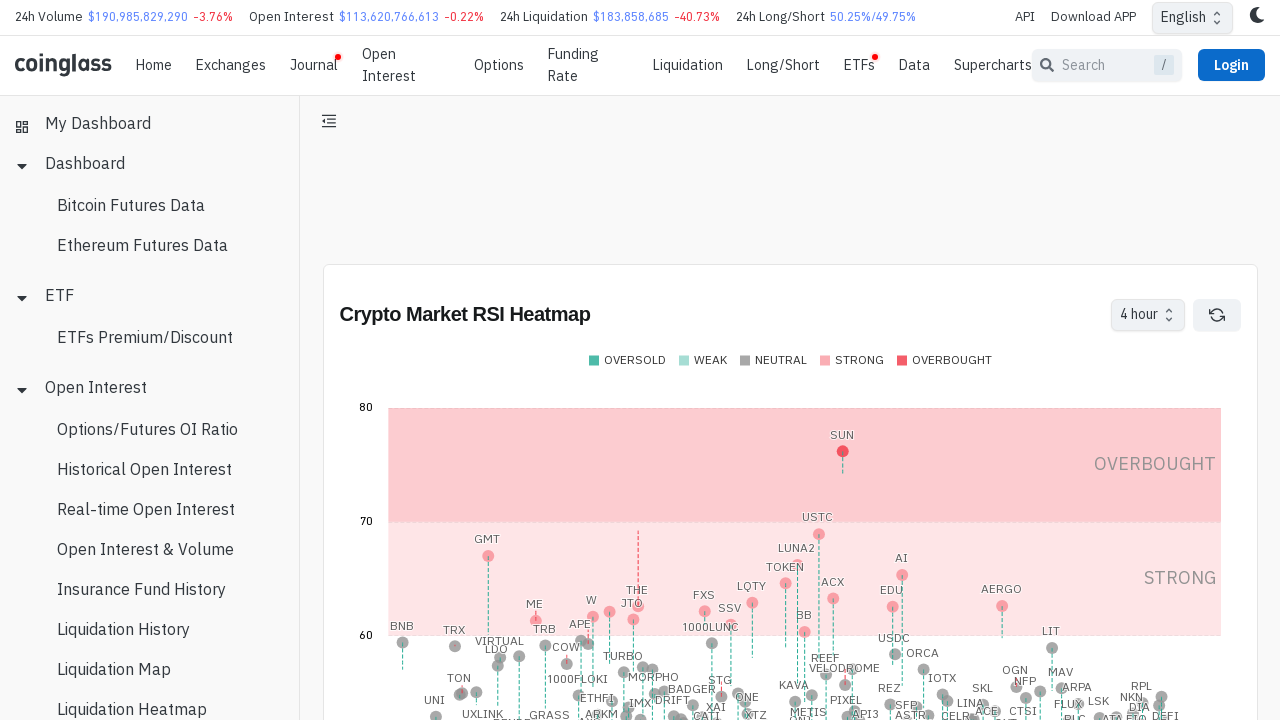 24h Volume $190,985,829,290 -3.76% Open Interest $113,620,766,613 -0.22% 24h Liquidation $183,858,685 -40.73% 24h Long/Short 50.25%/49.75% API Download APP English
coinglass Home Exchanges Journal Open Interest Options Funding Rate Liquidation Long/Short ETFs Data Supercharts Search / Login
My Dashboard
Dashboard
Bitcoin Futures Data
Ethereum Futures Data
ETF
ETFs Premium/Discount
Open Interest
Options/Futures OI Ratio
Historical Open Interest
Real-time Open Interest
Open Interest & Volume
Insurance Fund History
Liquidation History
Liquidation Map
Liquidation Heatmap
Crypto Market RSI Heatmap 4 hour
OVERSOLD WEAK NEUTRAL STRONG OVERBOUGHT
80
SUN
OVERBOUGHT
70
USTC
GMT
LUNA2
AI
TOKEN
STRONG
ACX
LQTY
THE
EDU
AERGO
FXS
W
ME
JTO
SSV
BB
60
BNB
TRX
TRB
APE
1000LUNC
LIT
VIRTUAL
USDC
LDO
COW
TURBO
REEF
ORCA
VELODROME
OGN
MAV
TON
1000FLOKI
MORPHO
STG
KAVA
IOTX
NFP
BADGER
REZ
SKL
ARPA
RPL
UNI
ETHFI
IMX
DRIFT
ONE
PIXEL
SFP
LINA
FLUX
LSK
NKN
XAI
ACE
CTSI
DIA
UXLINK
GRASS
ARKM
CATI
XTZ
METIS
API3
ASTR
CELR